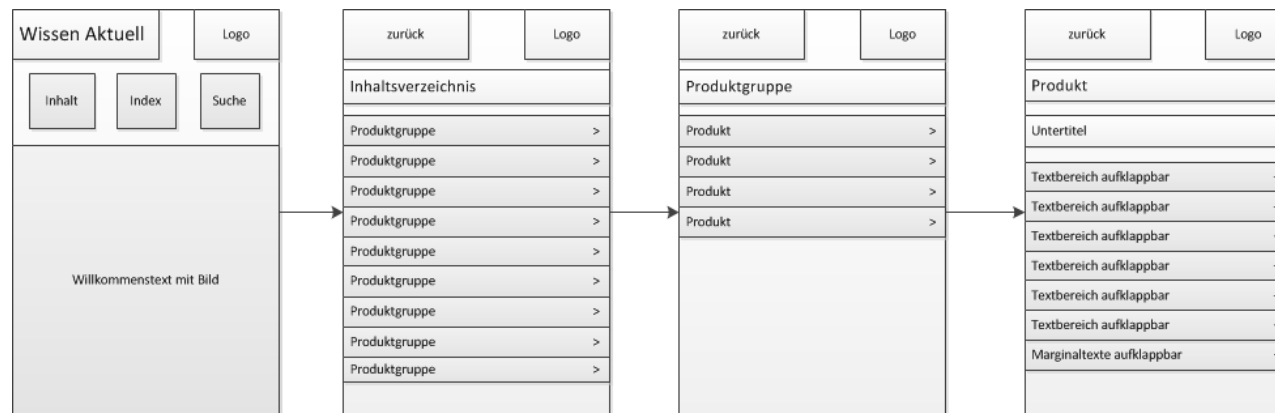 Wissen Aktuell
Logo
Inhalt
Index
Suche
Willkommenstext mit Bild
zurück
Logo
Inhaltsverzeichnis
Produktgruppe >
Produktgruppe >
Produktgruppe >
Produktgruppe >
Produktgruppe >
Produktgruppe >
Produktgruppe >
Produktgruppe >
Produktgruppe >
zurück
Logo
Produktgruppe
Produkt >
Produkt >
Produkt >
Produkt >
zurück
Logo
Produkt
Untertitel
Textbereich aufklappbar
Textbereich aufklappbar
Textbereich aufklappbar
Textbereich aufklappbar
Textbereich aufklappbar
Textbereich aufklappbar
Marginaltexte aufklappbar